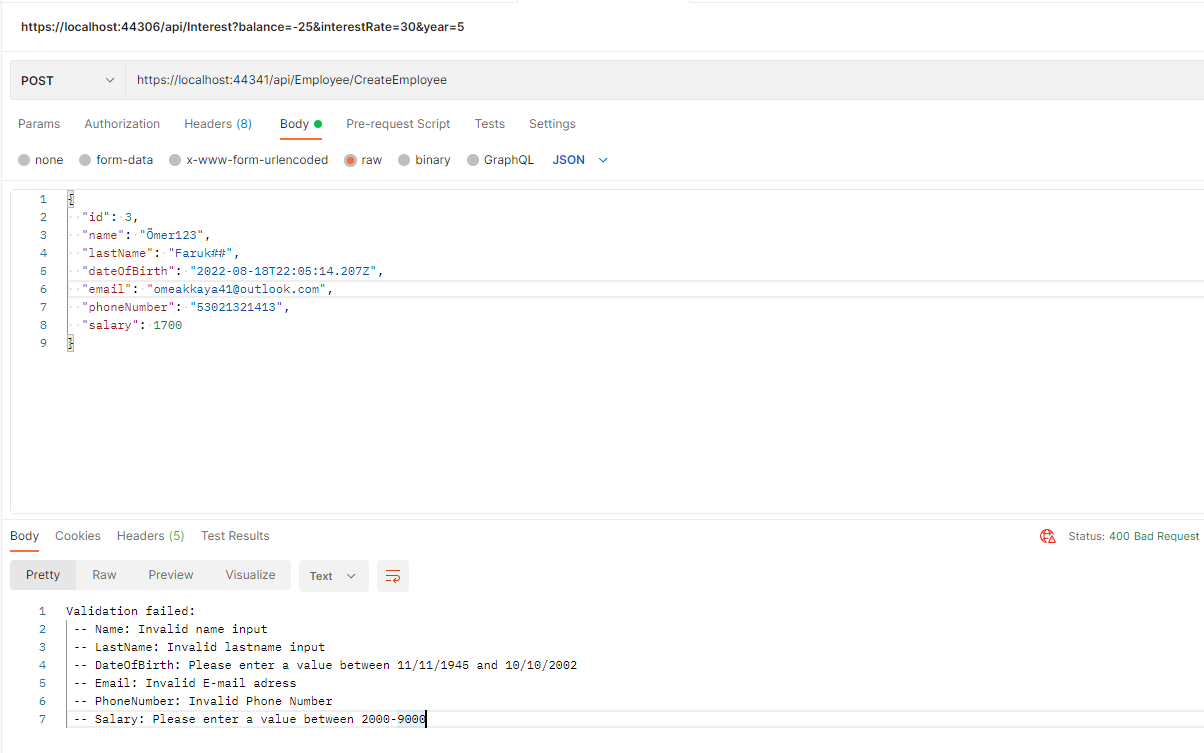 https://localhost:44306/api/Interest?balance=-25&interestRate=30&year=5
POST https://localhost:44341/api/Employee/CreateEmployee
Params Authorization Headers (8) Body Pre-request Script Tests Settings
none form-data x-www-form-urlencoded raw binary GraphQL JSON
1 {
2 "id": 3,
3 "name": "Ömer123",
4 "lastName": "Faruk##",
5 "dateOfBirth": "2022-08-18T22:05:14.207Z",
6 "email": "omeakkaya41@outlook.com",
7 "phoneNumber": "53021321413",
8 "salary": 1700
9 }
Body Cookies Headers (5) Test Results Status: 400 Bad Request
Pretty Raw Preview Visualize Text
1 Validation failed:
2 -- Name: Invalid name input
3 -- LastName: Invalid lastname input
4 -- DateOfBirth: Please enter a value between 11/11/1945 and 10/10/2002
5 -- Email: Invalid E-mail adress
6 -- PhoneNumber: Invalid Phone Number
7 -- Salary: Please enter a value between 2000-9000